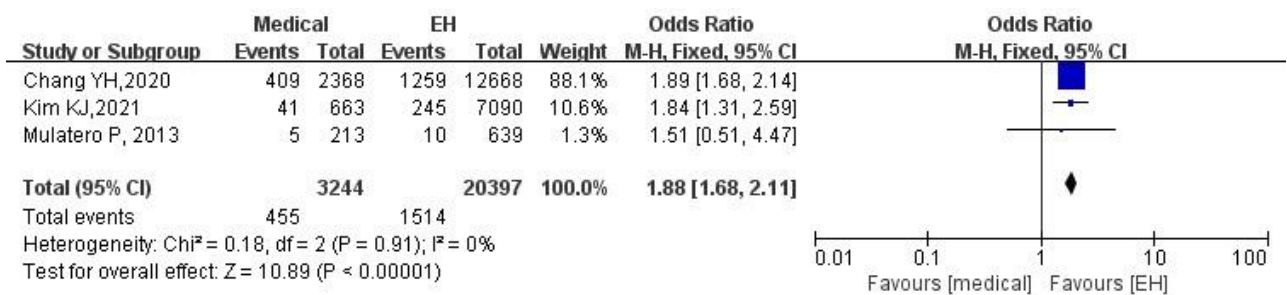 Medical EH Odds Ratio Odds Ratio
Study or Subgroup Events Total Events Total Weight M-H, Fixed, 95% CI M-H, Fixed, 95% CI
Chang YH,2020 409 2368 1259 12668 88.1% 1.89 [1.68, 2.14]
Kim KJ,2021 41 663 245 7090 10.6% 1.84 [1.31, 2.59]
Mulatero P, 2013 5 213 10 639 1.3% 1.51 [0.51, 4.47]
Total (95% CI) 3244 20397 100.0% 1.88 [1.68, 2.11]
Total events 455 1514
Heterogeneity: Chi² = 0.18, df = 2 (P = 0.91); I² = 0%
Test for overall effect: Z = 10.89 (P < 0.00001)
0.01 0.1 1 10 100
Favours [medical] Favours [EH]